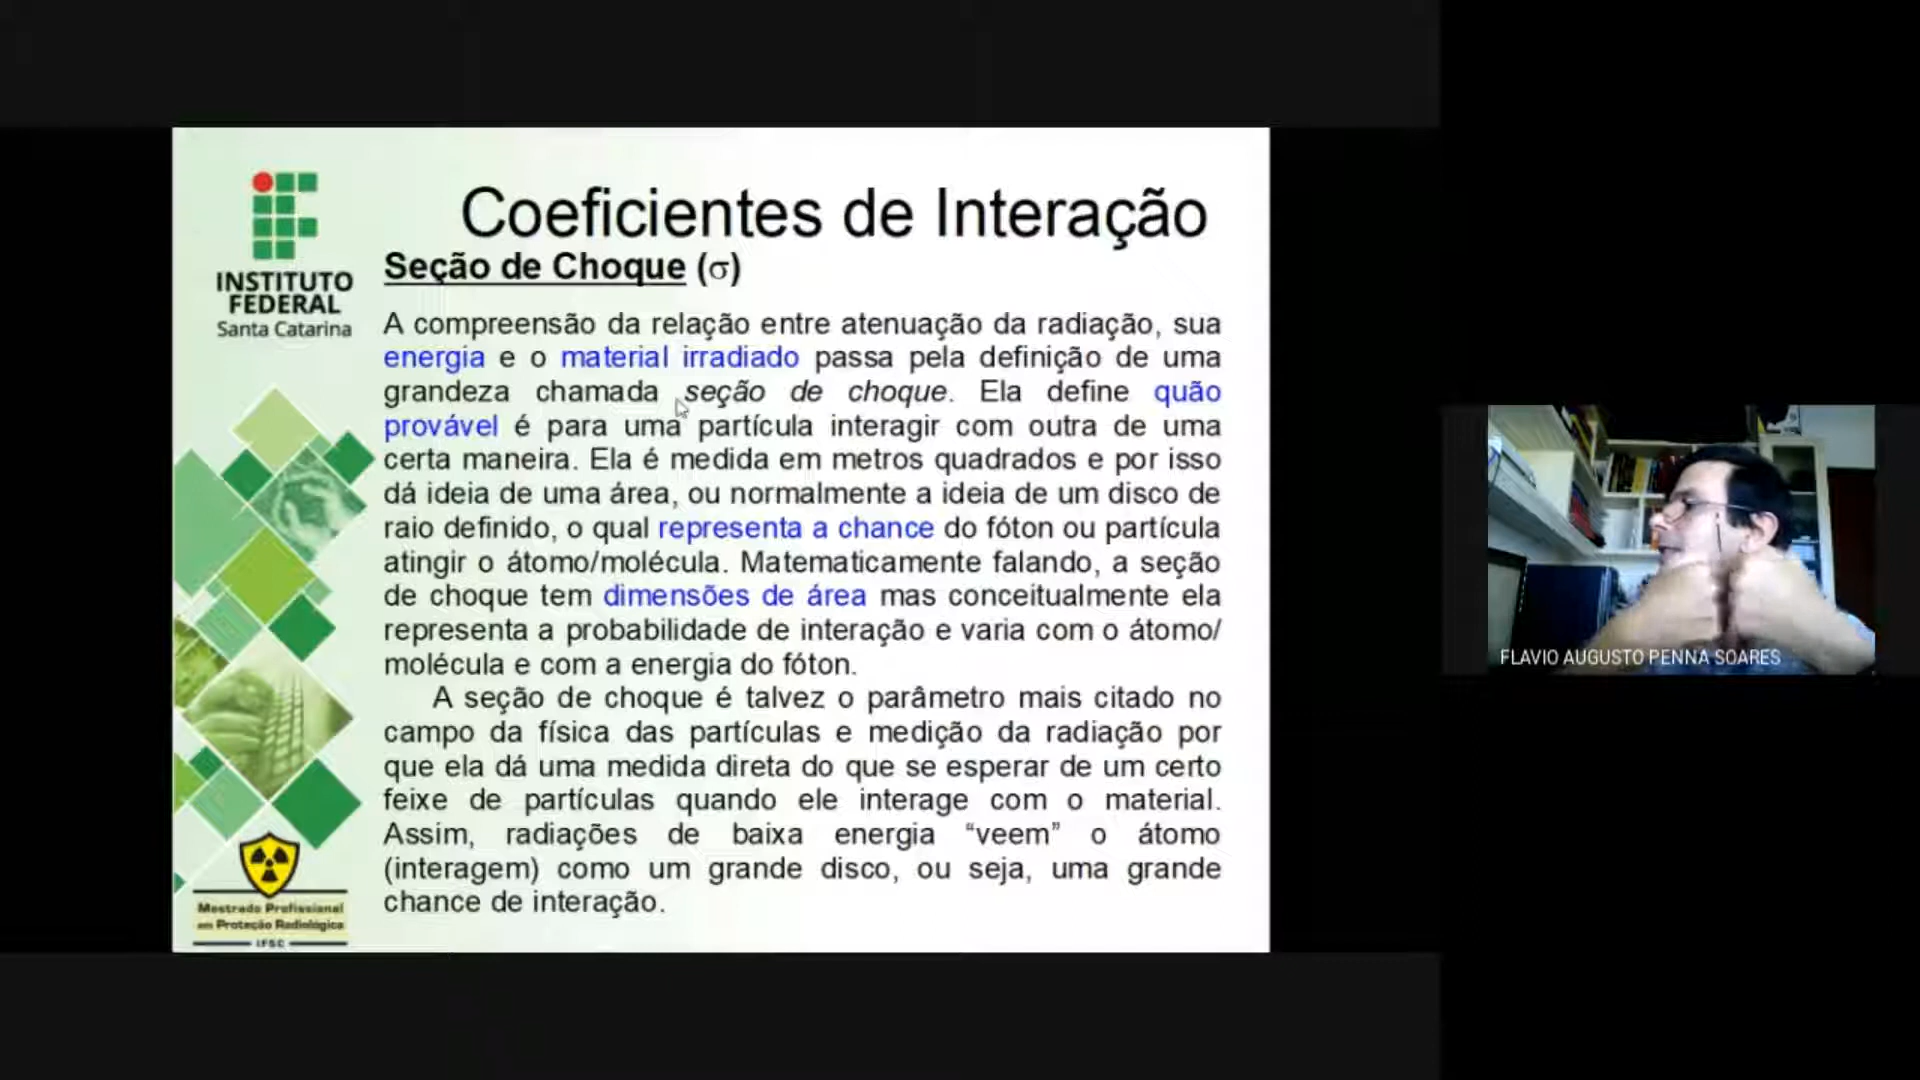 INSTITUTO
FEDERAL
Santa Catarina
Coeficientes de Interação
Seção de Choque (σ)
A compreensão da relação entre atenuação da radiação, sua
energia e o material irradiado passa pela definição de uma
grandeza chamada seção de choque. Ela define quão
provável é para uma partícula interagir com outra de uma
certa maneira. Ela é medida em metros quadrados e por isso
dá ideia de uma área, ou normalmente a ideia de um disco de
raio definido, o qual representa a chance do fóton ou partícula
atingir o átomo/molécula. Matematicamente falando, a seção
de choque tem dimensões de área mas conceitualmente ela
representa a probabilidade de interação e varia com o átomo/
molécula e com a energia do fóton.
A seção de choque é talvez o parâmetro mais citado no
campo da física das partículas e medição da radiação por
que ela dá uma medida direta do que se esperar de um certo
feixe de partículas quando ele interage com o material.
Assim, radiações de baixa energia “veem” o átomo
(interagem) como um grande disco, ou seja, uma grande
chance de interação.
Mestrado Profissional
em Proteção Radiológica
IFSC
FLAVIO AUGUSTO PENNA SOARES